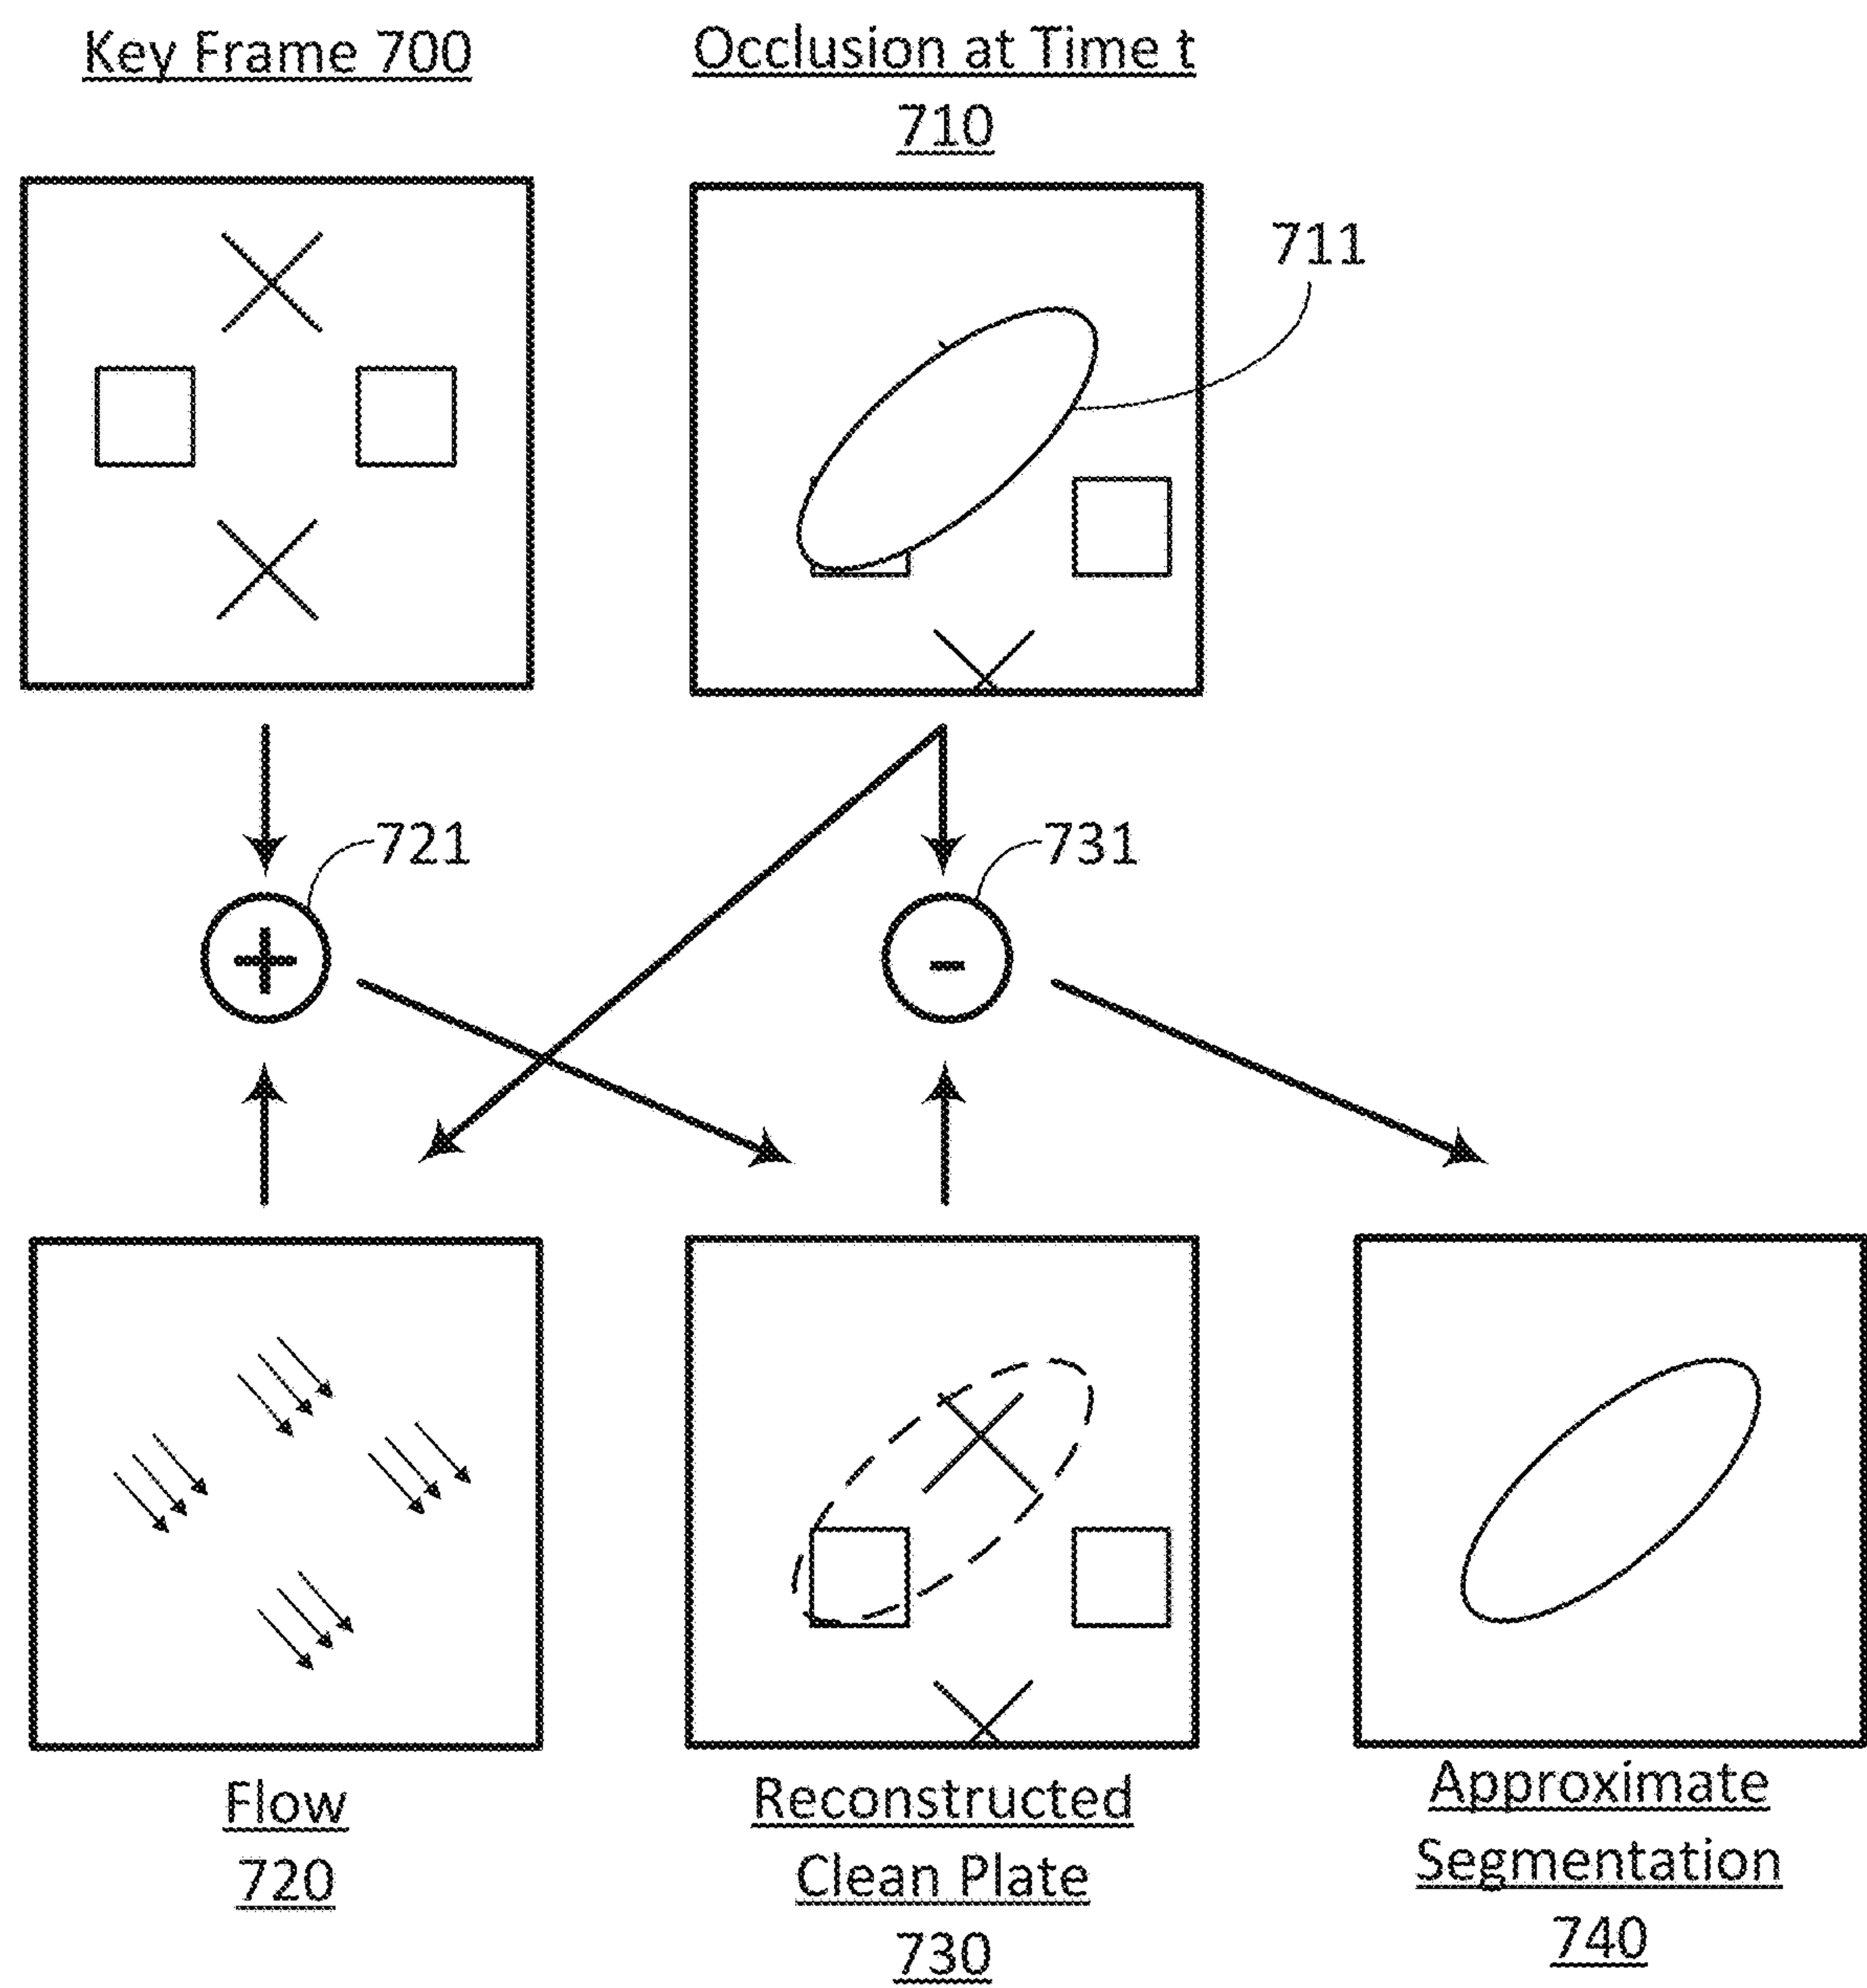 Key Frame 700
Occlusion at Time t
710
711
721
731
+
-
Flow
720
Reconstructed
Clean Plate
730
Approximate
Segmentation
740